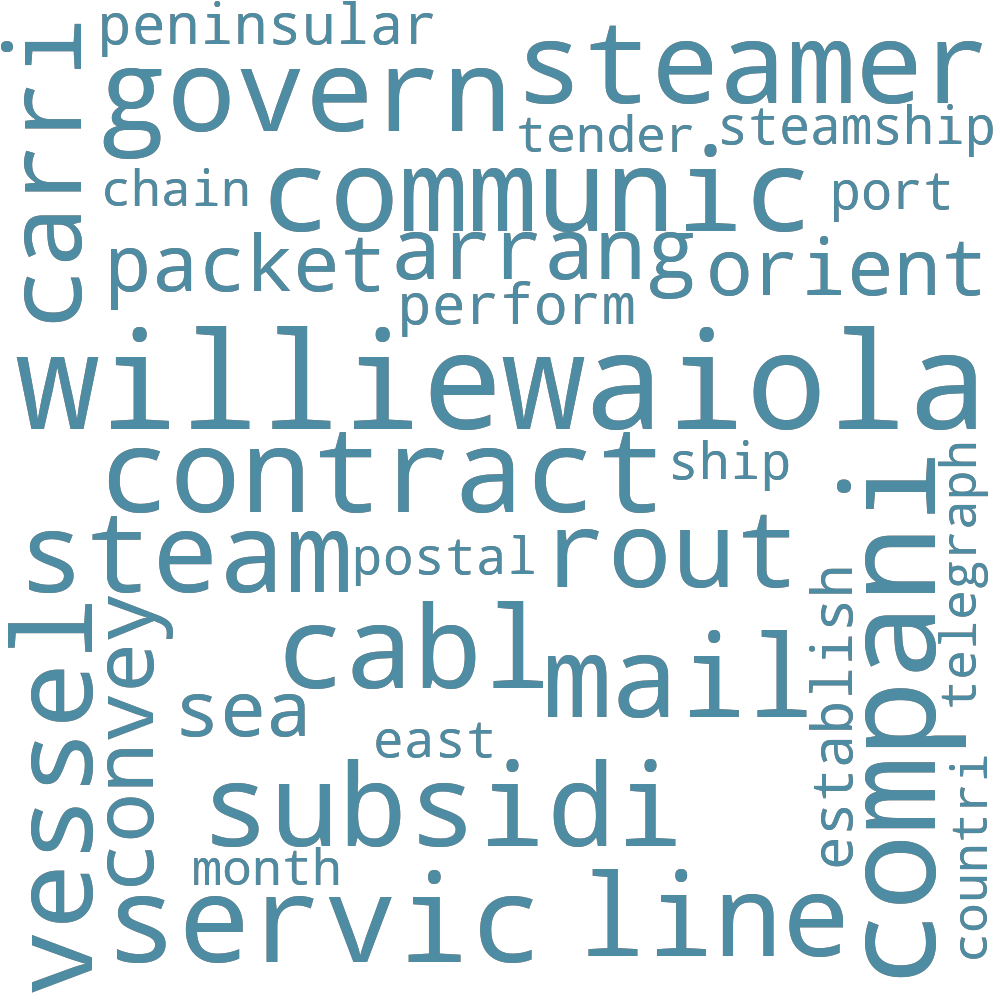 peninsular
steamer
govern
carri
tender
steamship
chain
communic
port
packet
arrang
orient
perform
williewaiola
contract
ship
steam
postal
rout
compani
telegraph
establish
vessel
convey
cabl
mail
sea
east
subsidi
countri
month
servic
line